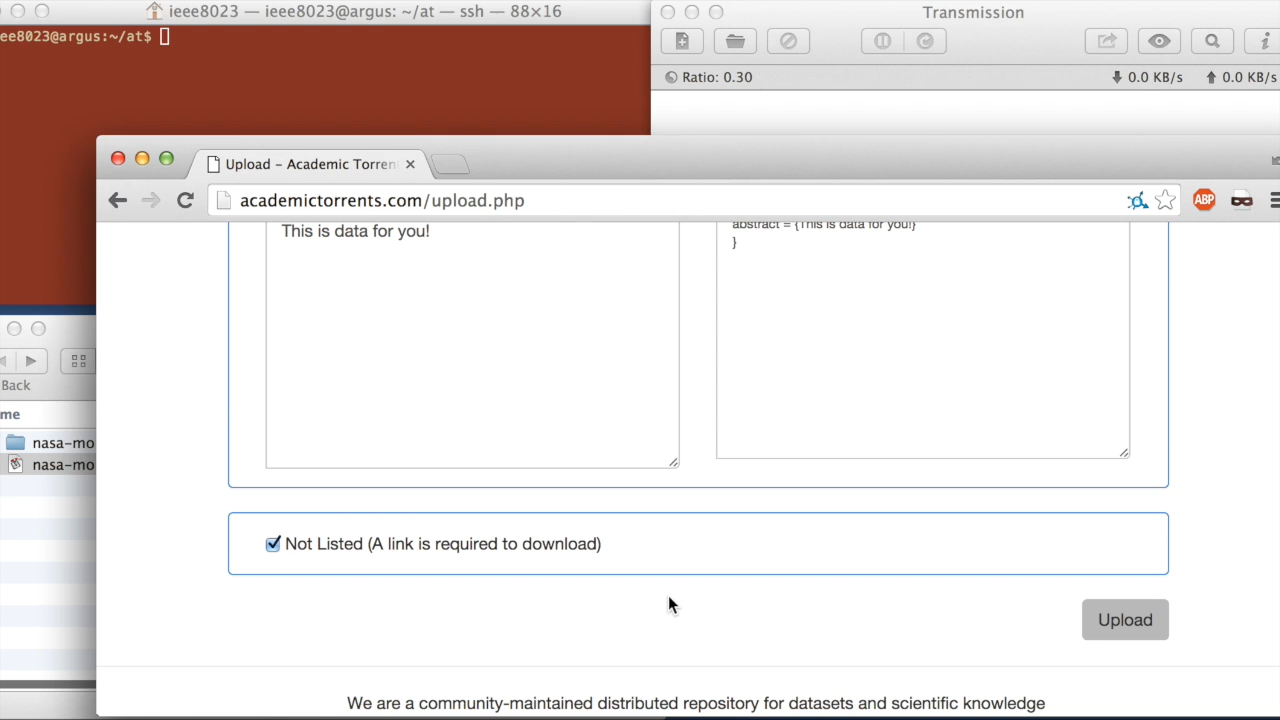 ieee8023 — ieee8023@argus: ~/at — ssh — 88×16
ee8023@argus:~/at$
Transmission
Ratio: 0.30
0.0 KB/s
0.0 KB/s
Upload – Academic Torren
academictorrents.com/upload.php
ABP
This is data for you!
abstract = {This is data for you!}
}
Back
me
nasa-mo
nasa-mo
Not Listed (A link is required to download)
Upload
We are a community-maintained distributed repository for datasets and scientific knowledge